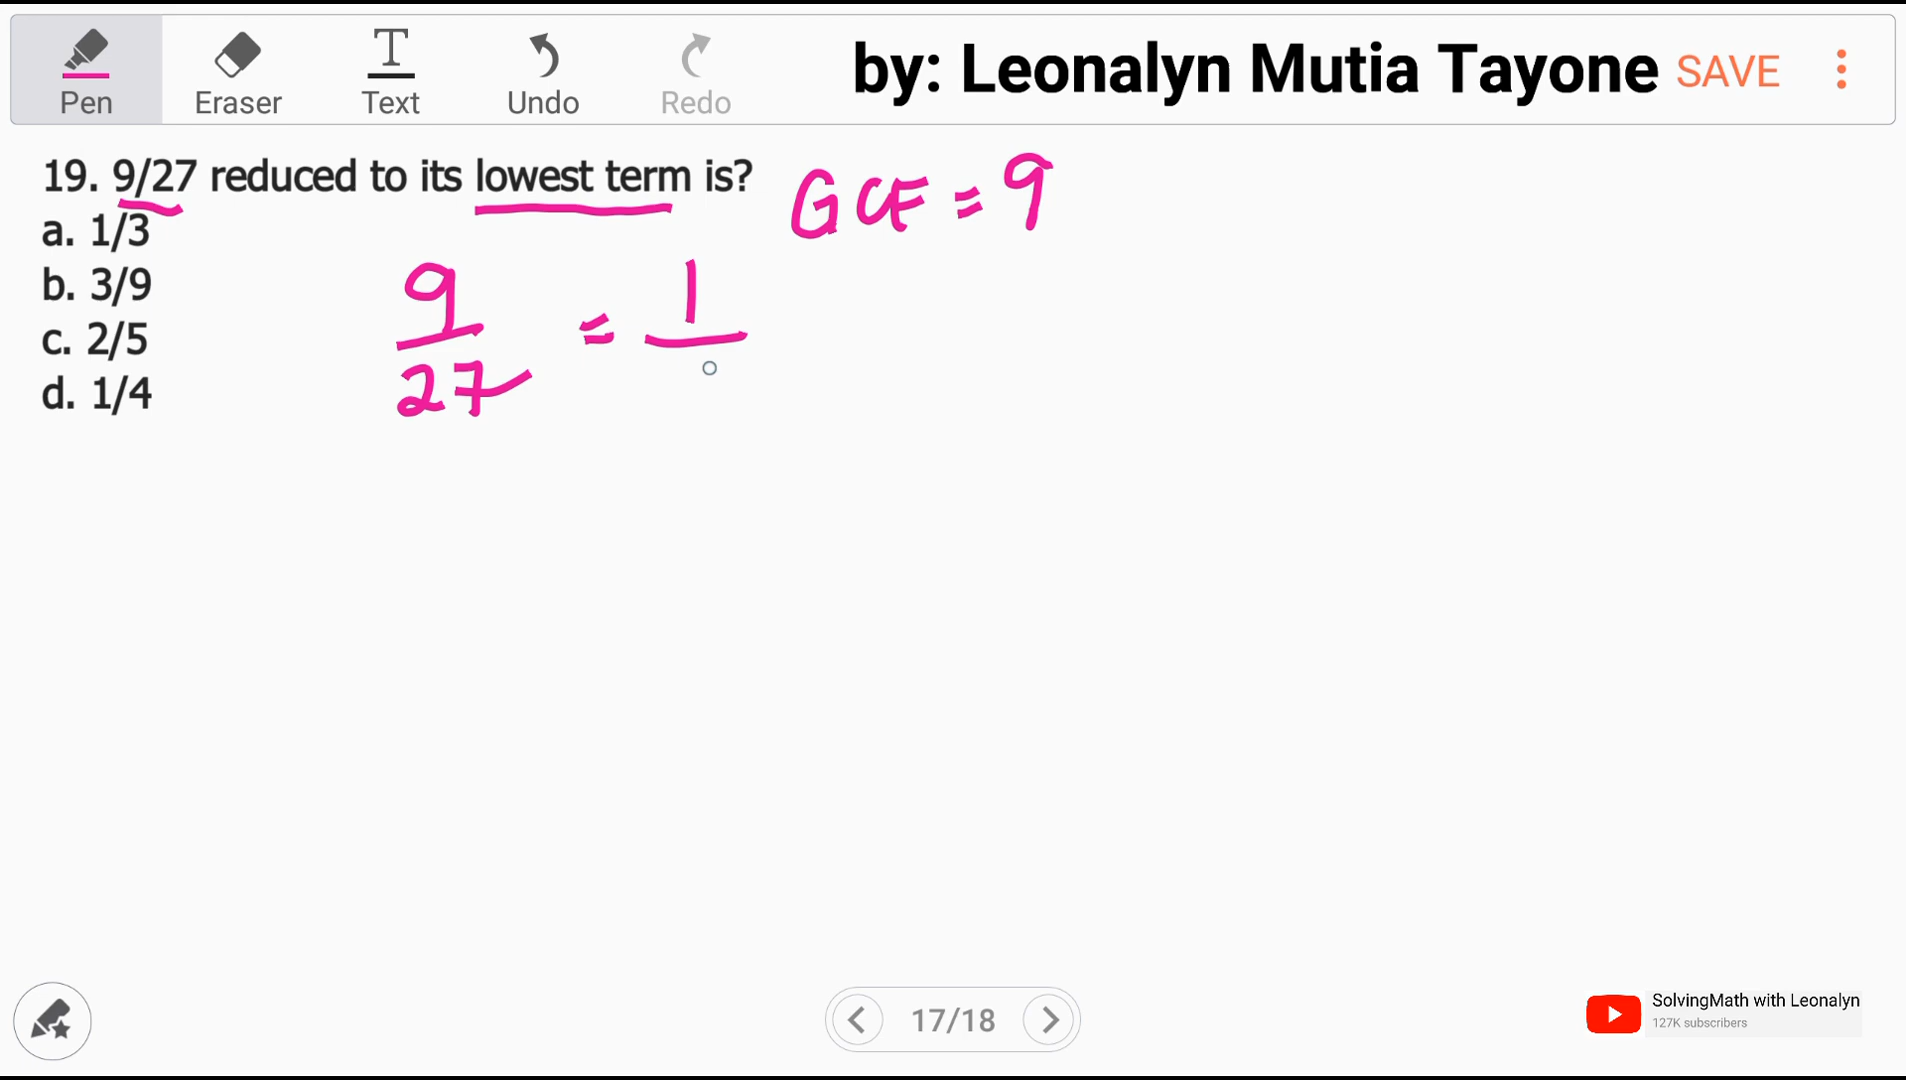 Pen Eraser Text Undo Redo by: Leonalyn Mutia Tayone SAVE
19. 9/27 reduced to its lowest term is? GCF = 9
a. 1/3
b. 3/9
c. 2/5
d. 1/4
9/27 = 1/
17/18
SolvingMath with Leonalyn
127K subscribers